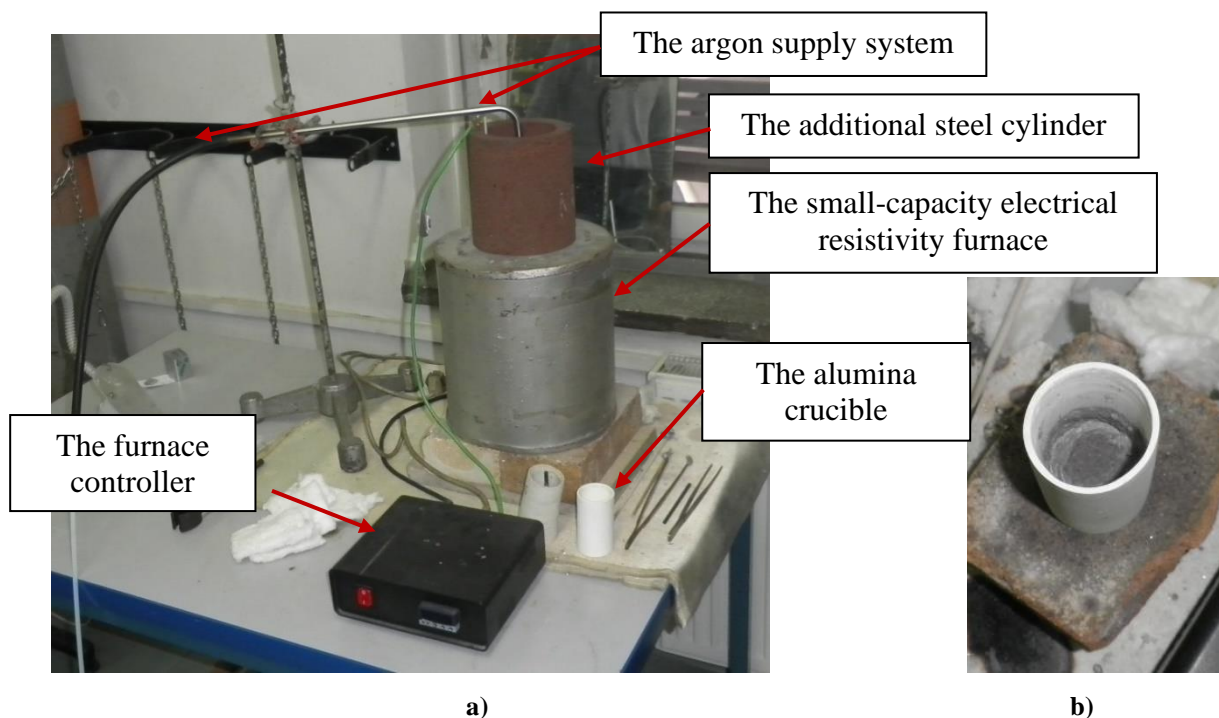 The argon supply system
The additional steel cylinder
The small-capacity electrical
resistivity furnace
The alumina
crucible
The furnace
controller
a)
b)